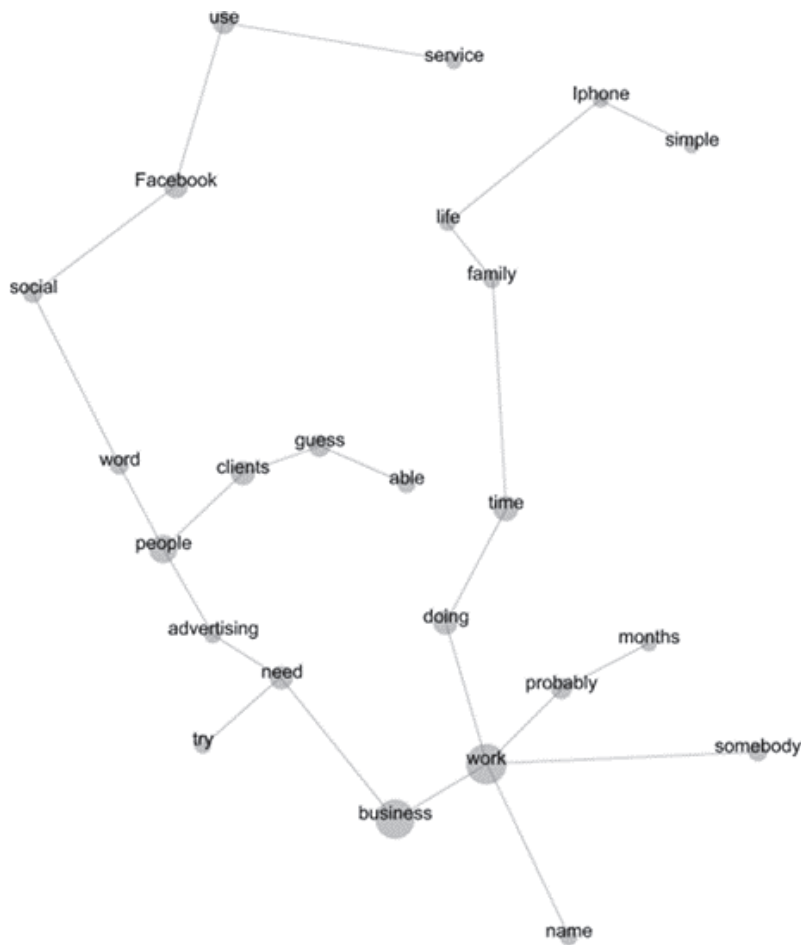 use
service
Iphone
simple
Facebook
life
family
social
guess
word
clients
able
time
people
doing
advertising
months
need
probably
try
somebody
work
business
name